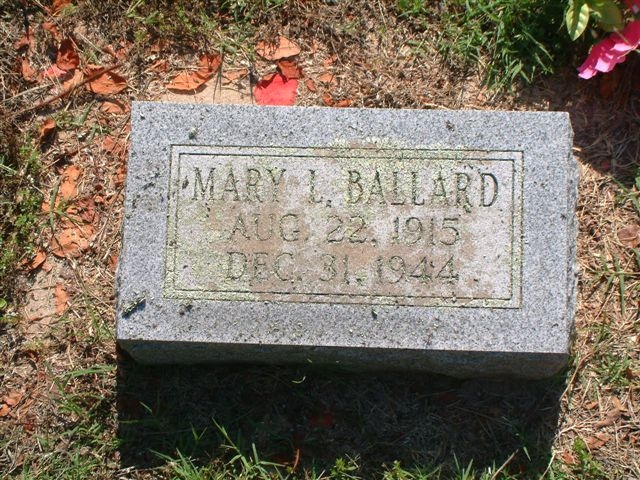 MARY L. BALLARD
AUG. 22, 1915
DEC. 31, 1944